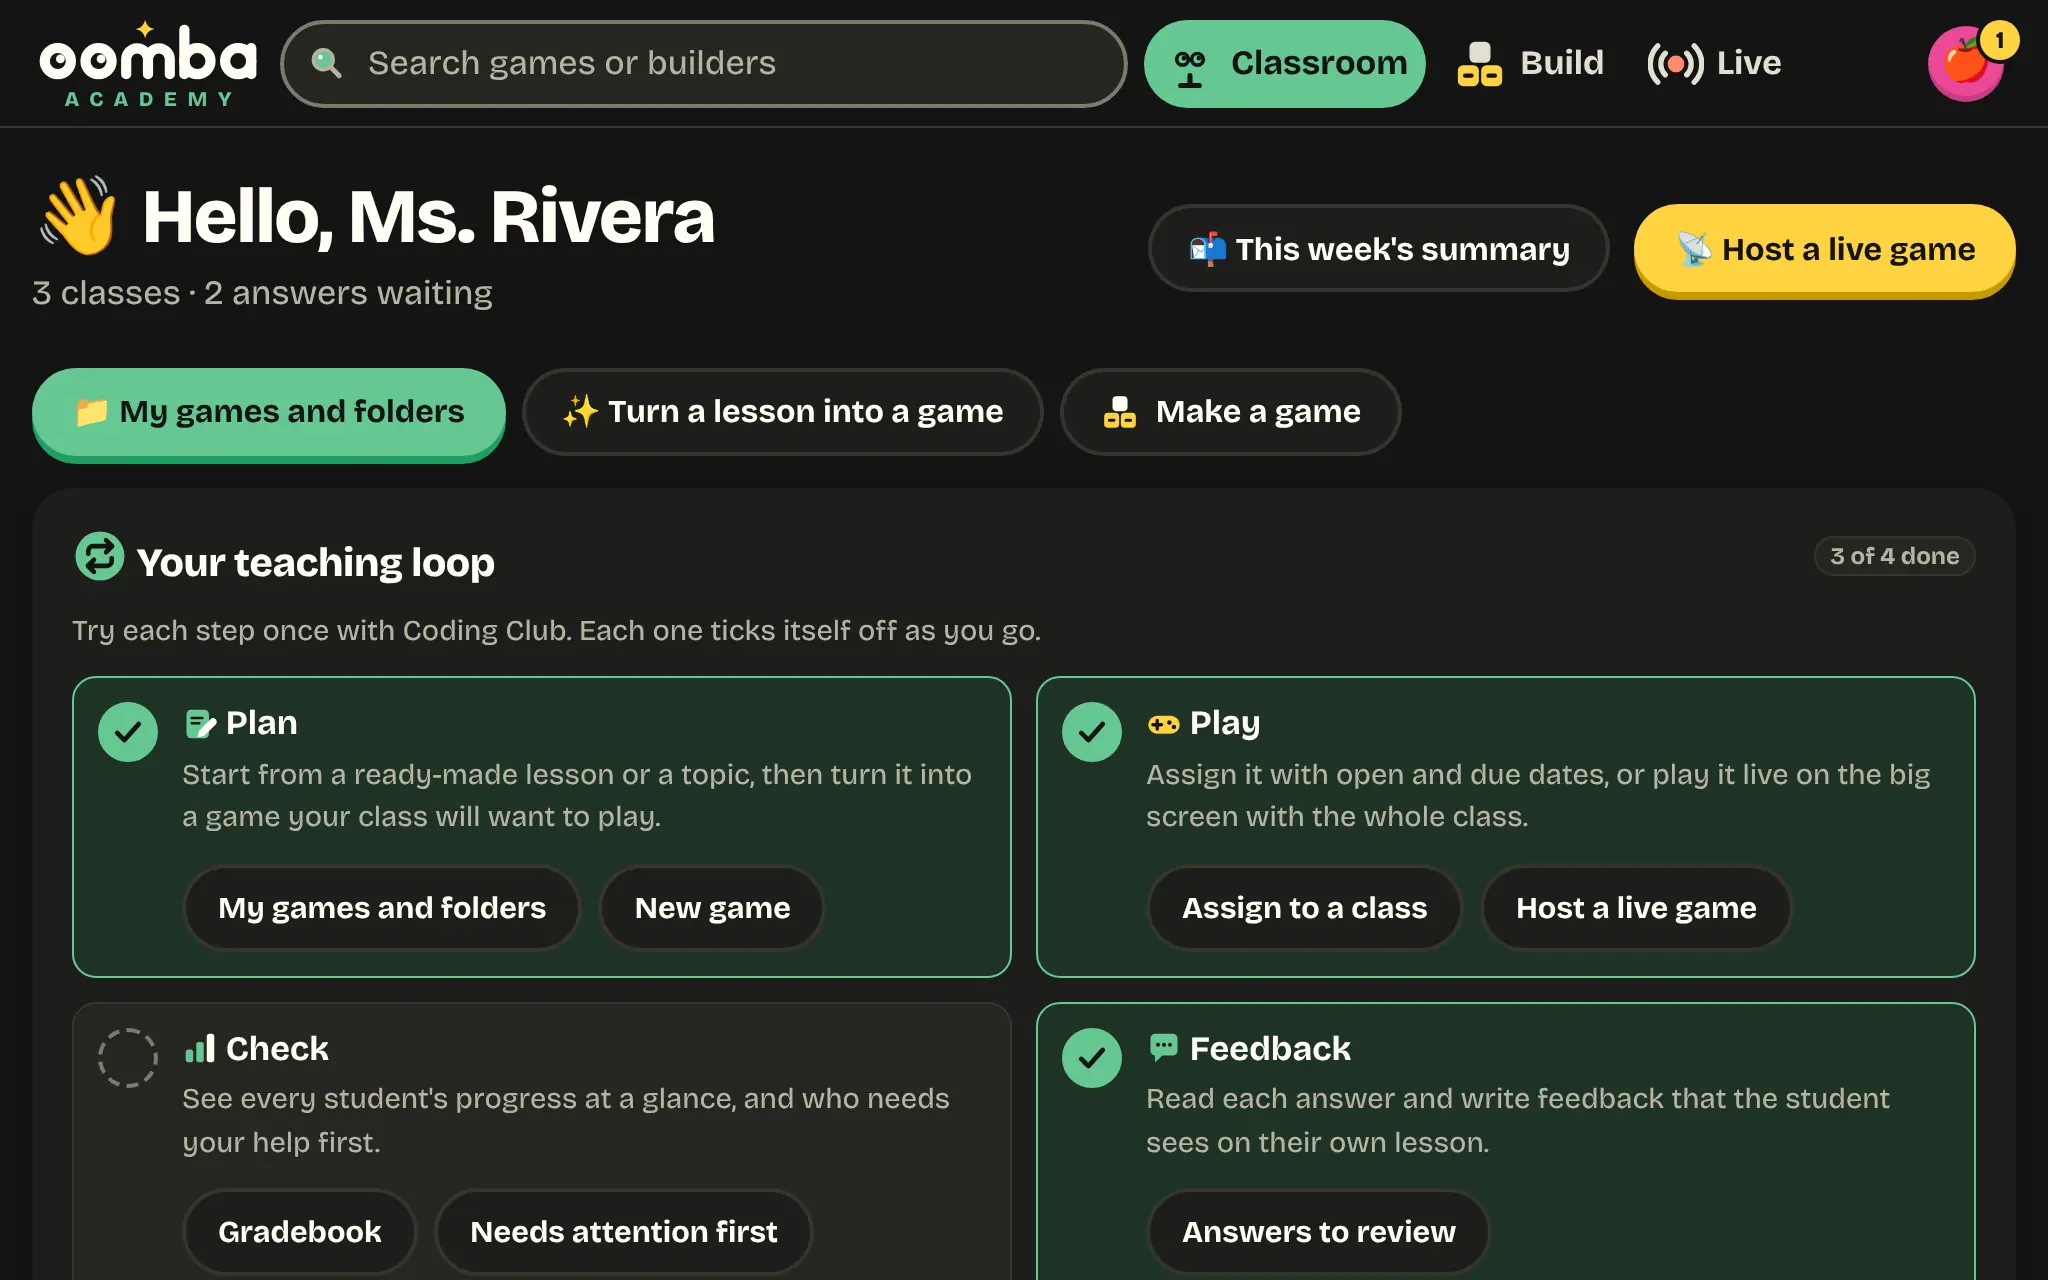 oomba
ACADEMY
Search games or builders
Classroom
Build
Live
1
Hello, Ms. Rivera
3 classes · 2 answers waiting
This week's summary
Host a live game
My games and folders
Turn a lesson into a game
Make a game
Your teaching loop
3 of 4 done
Try each step once with Coding Club. Each one ticks itself off as you go.
Plan
Start from a ready-made lesson or a topic, then turn it into
a game your class will want to play.
My games and folders
New game
Play
Assign it with open and due dates, or play it live on the big
screen with the whole class.
Assign to a class
Host a live game
Check
See every student's progress at a glance, and who needs
your help first.
Gradebook
Needs attention first
Feedback
Read each answer and write feedback that the student
sees on their own lesson.
Answers to review